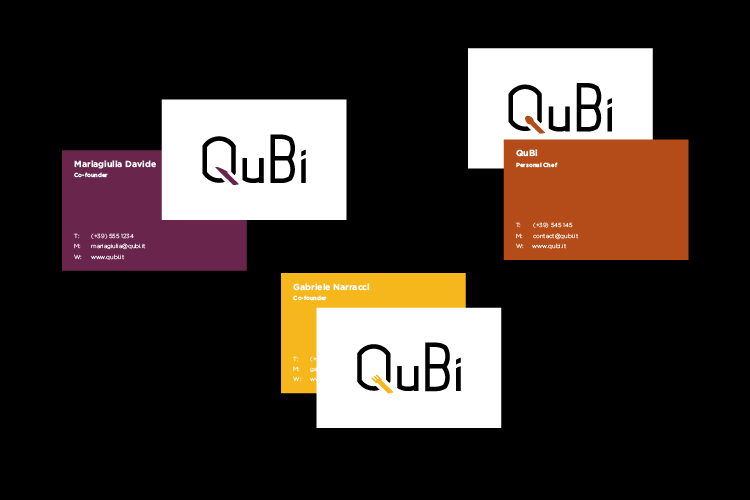 QuBi
Mariagiulia Davide
Co-founder
T: (+39) 555 1234
M: mariagiulia@qubi.it
W: www.qubi.it
QuBi
QuBi
Personal Chef
T: (+39) 545 145
M: contact@qubi.it
W: www.qubi.it
Gabriele Narracci
Co-founder
T: (+
M:
W:
QuBi